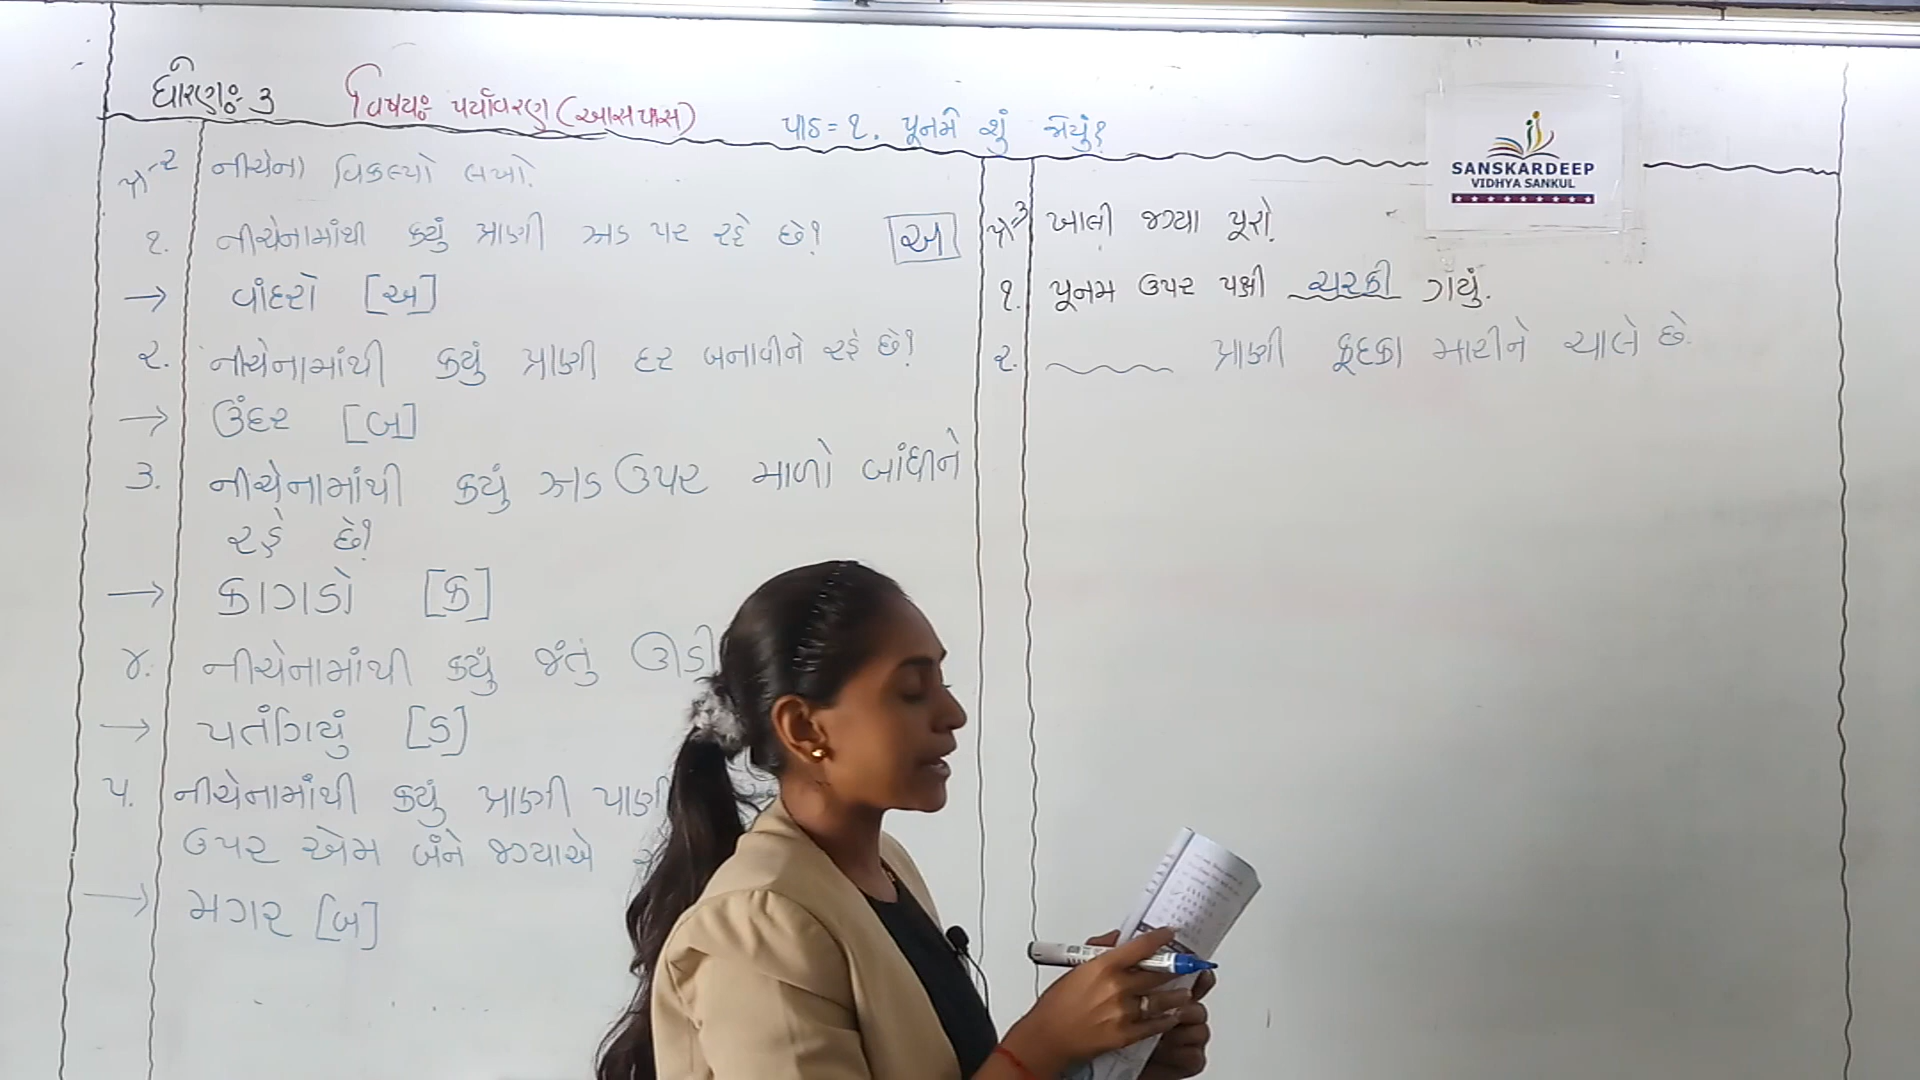 ધોરણઃ ૩ વિષયઃ પર્યાવરણ (આસપાસ) પાઠ = ૧. પૂનમે શું જોયું?
પ્ર-૨ નીચેના વિકલ્પો લખો.
૧. નીચેનામાંથી કયું પ્રાણી ઝાડ પર રહે છે? [અ]
→ વાંદરો [અ]
૨. નીચેનામાંથી કયું પ્રાણી દર બનાવીને રહે છે?
→ ઉંદર [બ]
૩. નીચેનામાંથી કયું ઝાડ ઉપર માળો બાંધીને
રહે છે?
→ કાગડો [ક]
૪. નીચેનામાંથી કયું જંતું ઊડી
→ પતંગિયું [ડ]
૫. નીચેનામાંથી કયું પ્રાણી પાણી
ઉપર એમ બંને જગ્યાએ
→ મગર [બ]
પ્ર-૩ ખાલી જગ્યા પૂરો.
૧. પૂનમ ઉપર પક્ષી ચરકી ગયું.
૨. ______ પ્રાણી કૂદકા મારીને ચાલે છે.
SANSKARDEEP
VIDHYA SANKUL